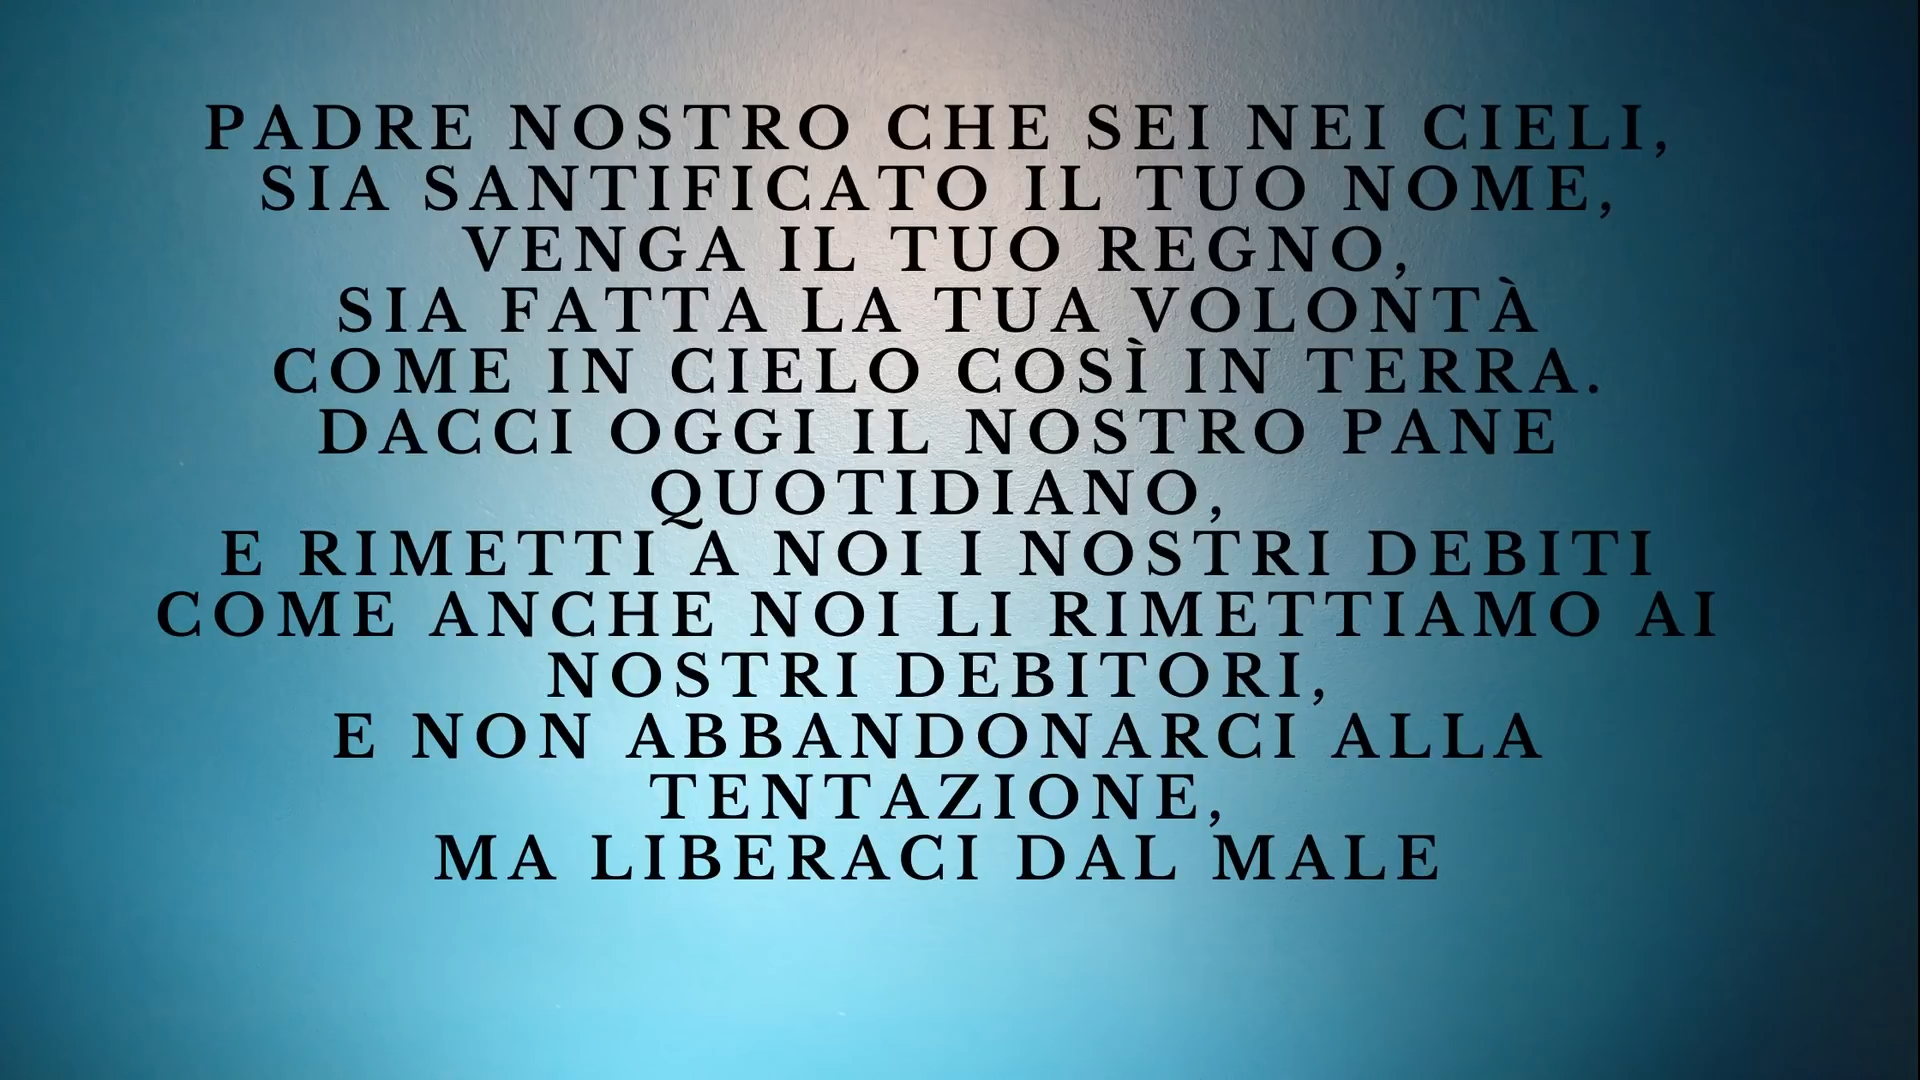 PADRE NOSTRO CHE SEI NEI CIELI,
SIA SANTIFICATO IL TUO NOME,
VENGA IL TUO REGNO,
SIA FATTA LA TUA VOLONTÀ
COME IN CIELO COSÌ IN TERRA.
DACCI OGGI IL NOSTRO PANE
QUOTIDIANO,
E RIMETTI A NOI I NOSTRI DEBITI
COME ANCHE NOI LI RIMETTIAMO AI
NOSTRI DEBITORI,
E NON ABBANDONARCI ALLA
TENTAZIONE,
MA LIBERACI DAL MALE